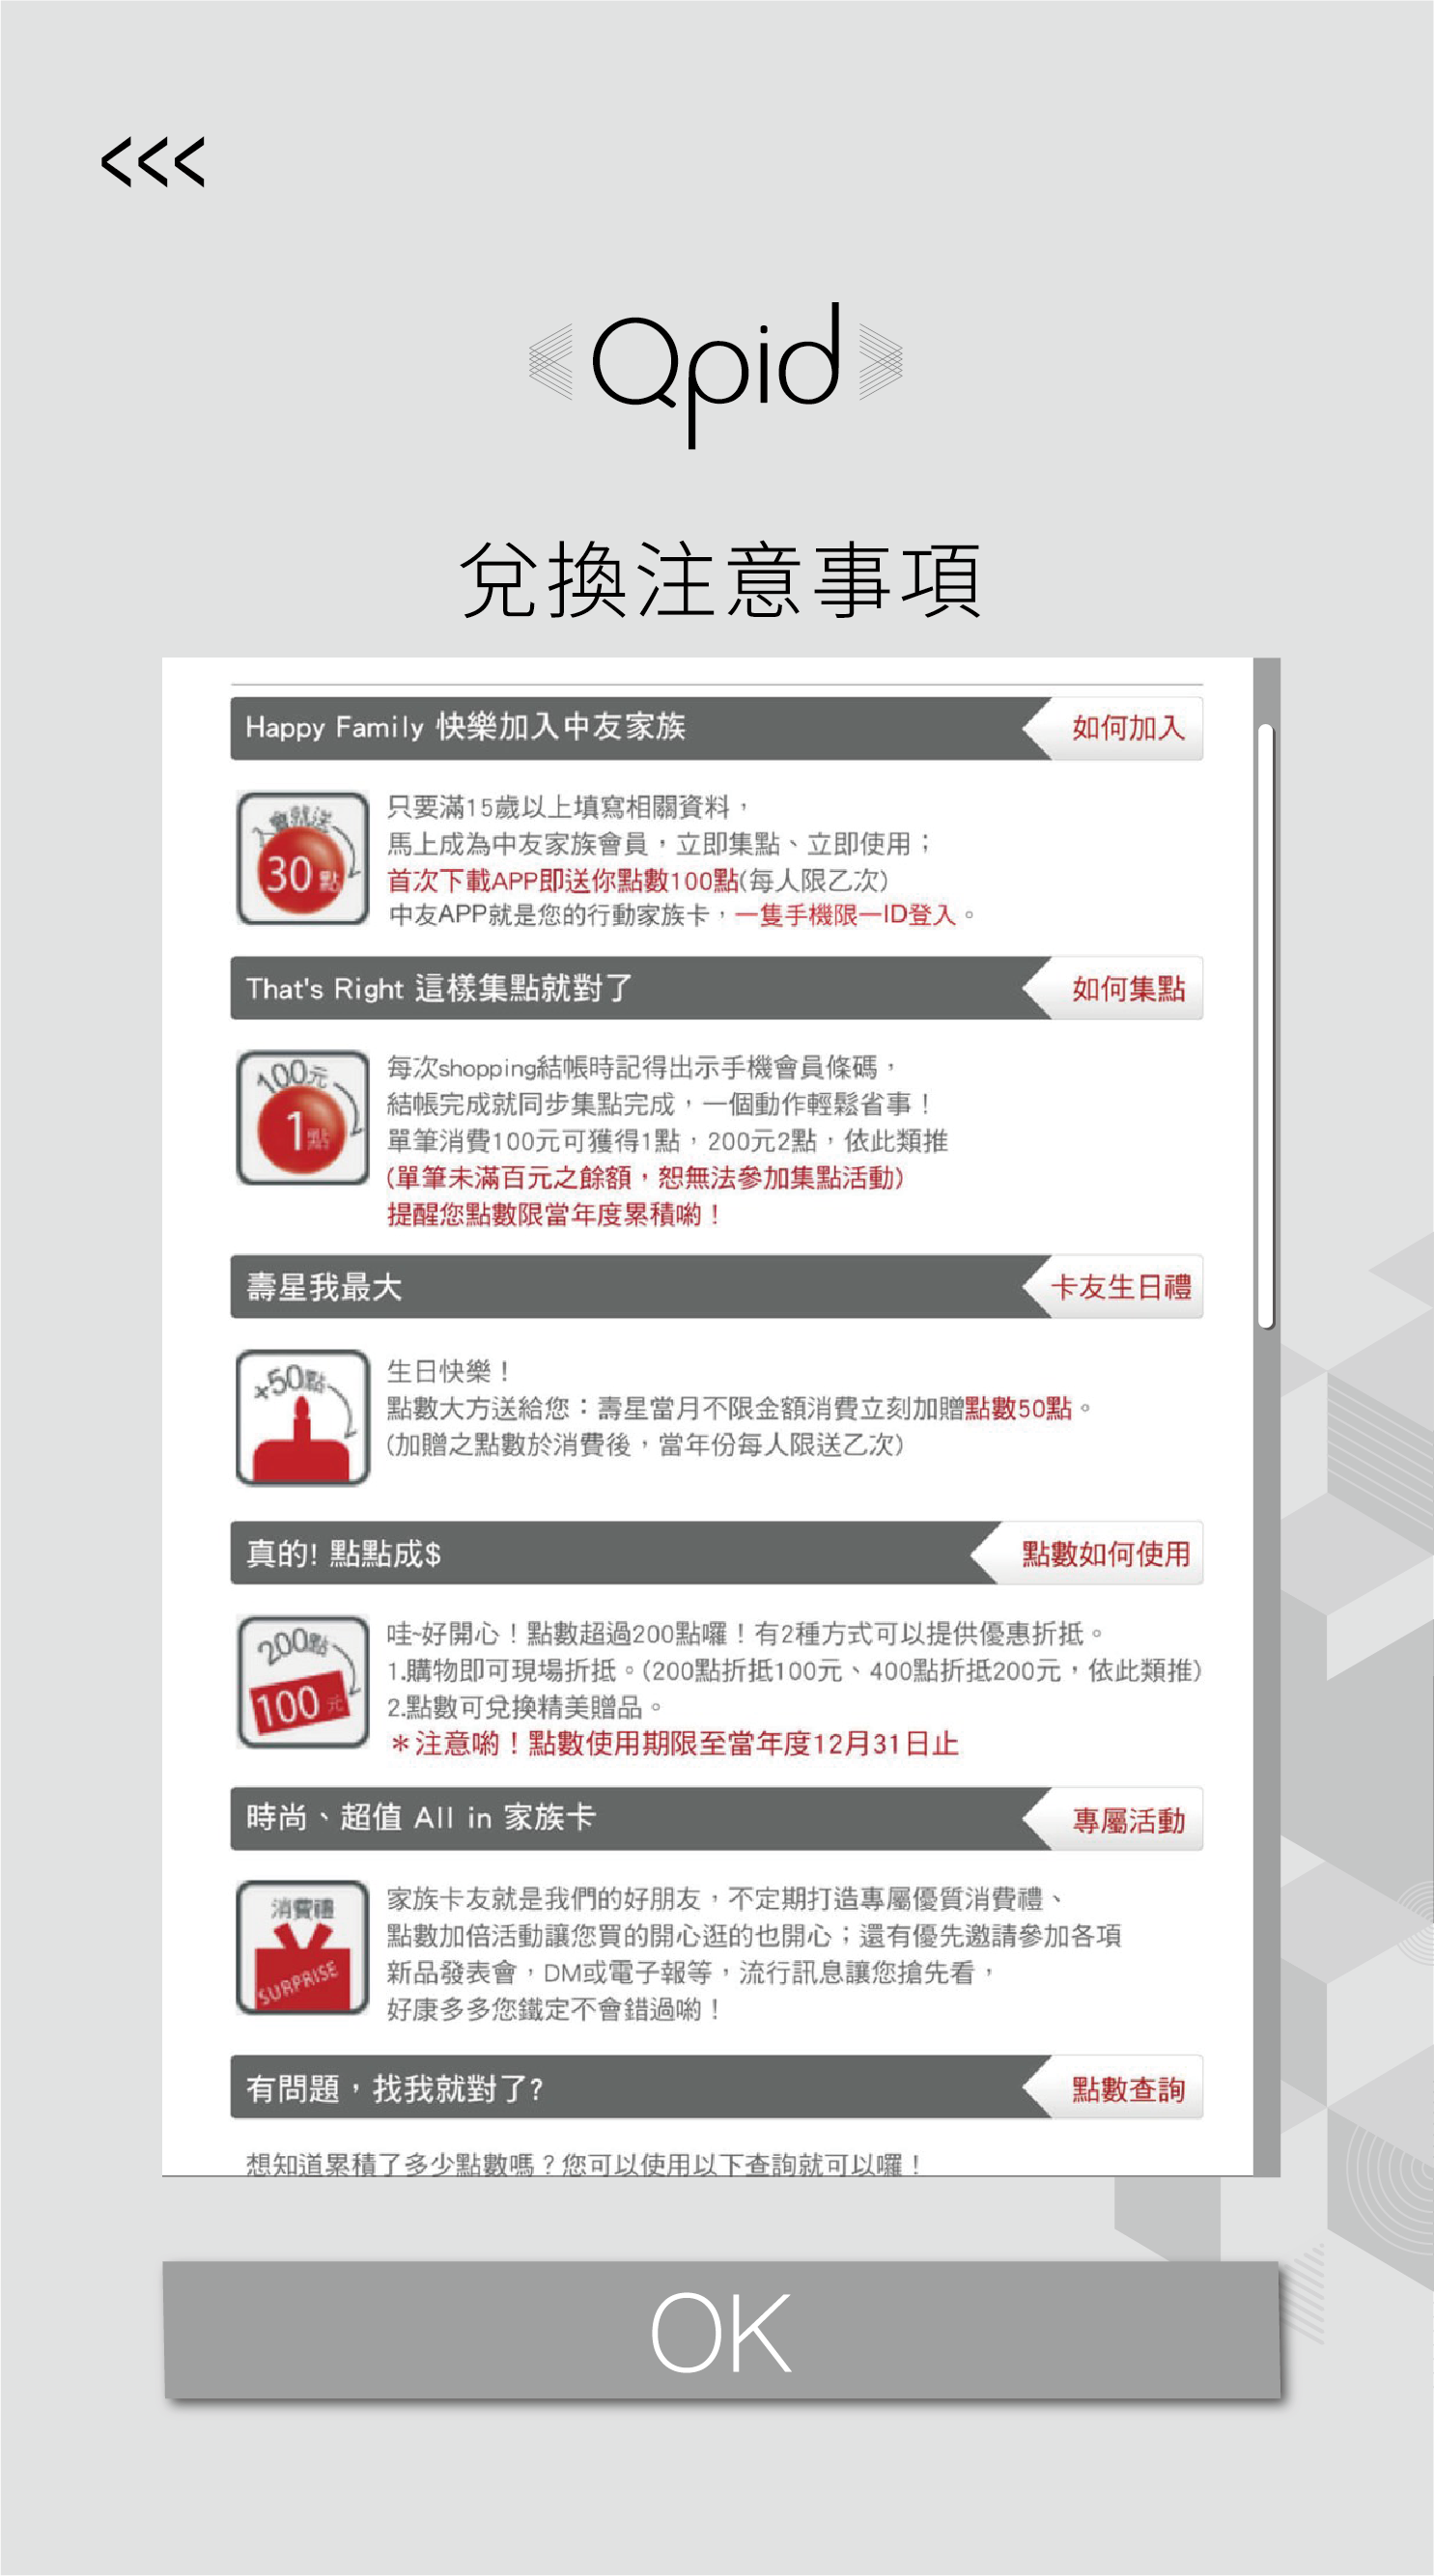 <<<
Qpid
兌換注意事項
Happy Family 快樂加入中友家族
如何加入
30 點
只要滿15歲以上填寫相關資料，
馬上成為中友家族會員，立即集點、立即使用；
首次下載APP即送你點數100點(每人限乙次)
中友APP就是您的行動家族卡，一隻手機限一ID登入。
That's Right 這樣集點就對了
如何集點
100元
1 點
每次shopping結帳時記得出示手機會員條碼，
結帳完成就同步集點完成，一個動作輕鬆省事！
單筆消費100元可獲得1點，200元2點，依此類推
(單筆未滿百元之餘額，恕無法參加集點活動)
提醒您點數限當年度累積喲！
壽星我最大
卡友生日禮
×50點
生日快樂！
點數大方送給您：壽星當月不限金額消費立刻加贈點數50點。
(加贈之點數於消費後，當年份每人限送乙次)
真的! 點點成$
點數如何使用
200點
100 元
哇~好開心！點數超過200點囉！有2種方式可以提供優惠折抵。
1.購物即可現場折抵。(200點折抵100元、400點折抵200元，依此類推)
2.點數可兌換精美贈品。
＊注意喲！點數使用期限至當年度12月31日止
時尚、超值 All in 家族卡
專屬活動
消費禮
SURPRISE
家族卡友就是我們的好朋友，不定期打造專屬優質消費禮、
點數加倍活動讓您買的開心逛的也開心；還有優先邀請參加各項
新品發表會，DM或電子報等，流行訊息讓您搶先看，
好康多多您鐵定不會錯過喲！
有問題，找我就對了?
點數查詢
想知道累積了多少點數嗎？您可以使用以下查詢就可以囉！
OK